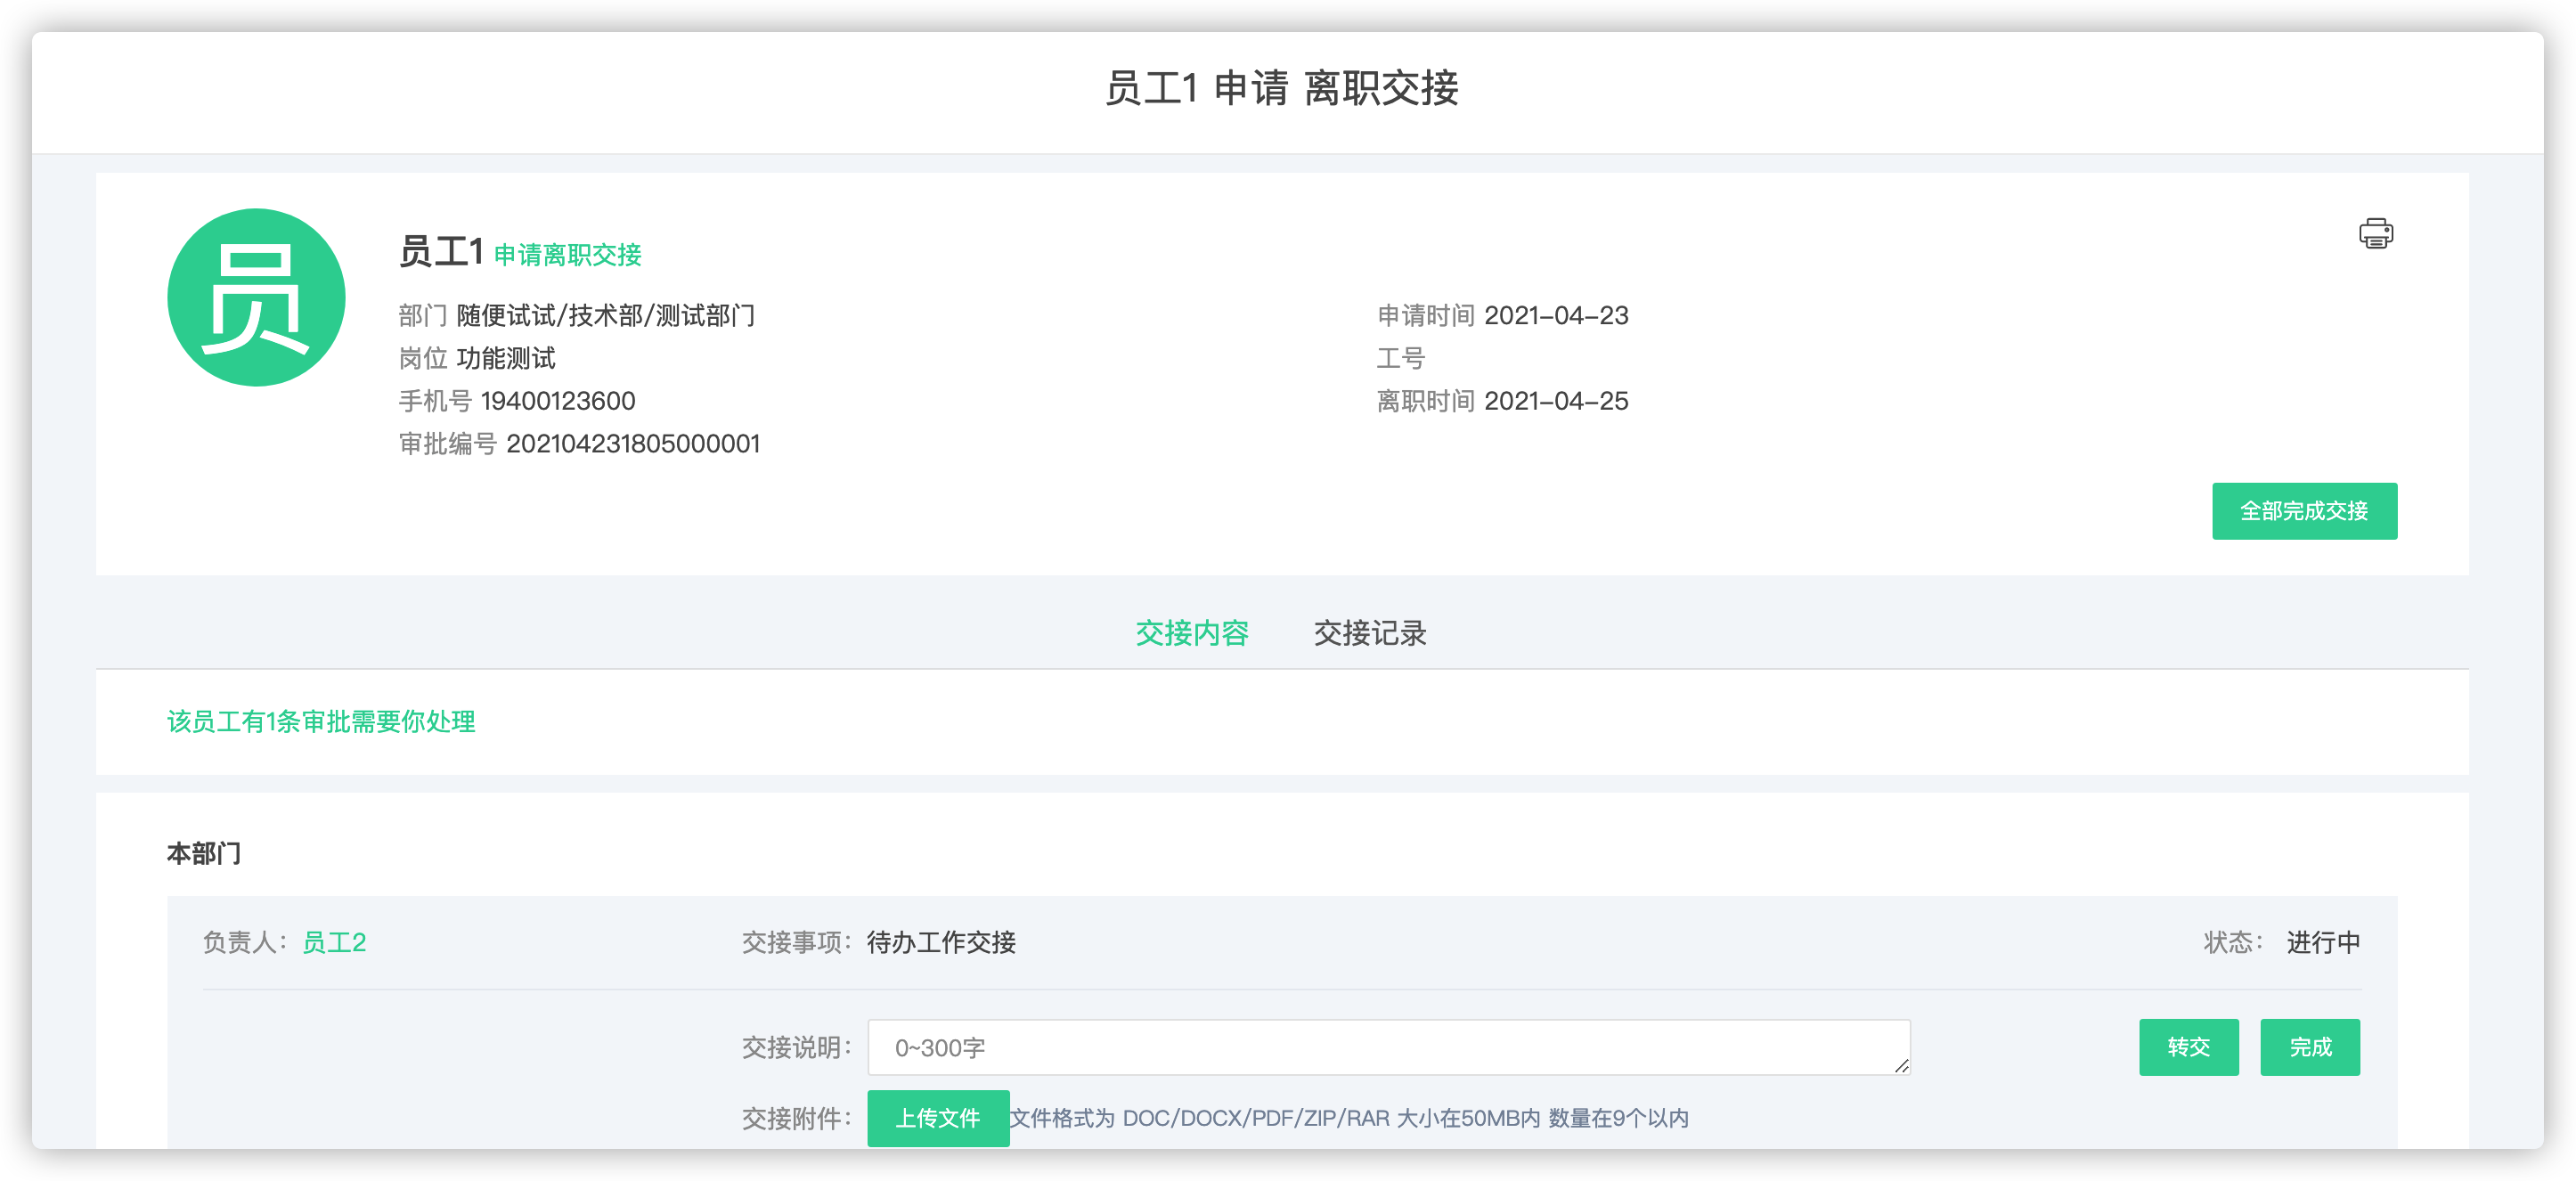 员工1 申请 离职交接
员
员工1 申请离职交接
部门 随便试试/技术部/测试部门
申请时间 2021-04-23
岗位 功能测试
工号
手机号 19400123600
离职时间 2021-04-25
审批编号 202104231805000001
全部完成交接
交接内容 交接记录
该员工有1条审批需要你处理
本部门
负责人： 员工2 交接事项： 待办工作交接 状态： 进行中
交接说明： 0~300字 转交 完成
交接附件： 上传文件 文件格式为 DOC/DOCX/PDF/ZIP/RAR 大小在50MB内 数量在9个以内